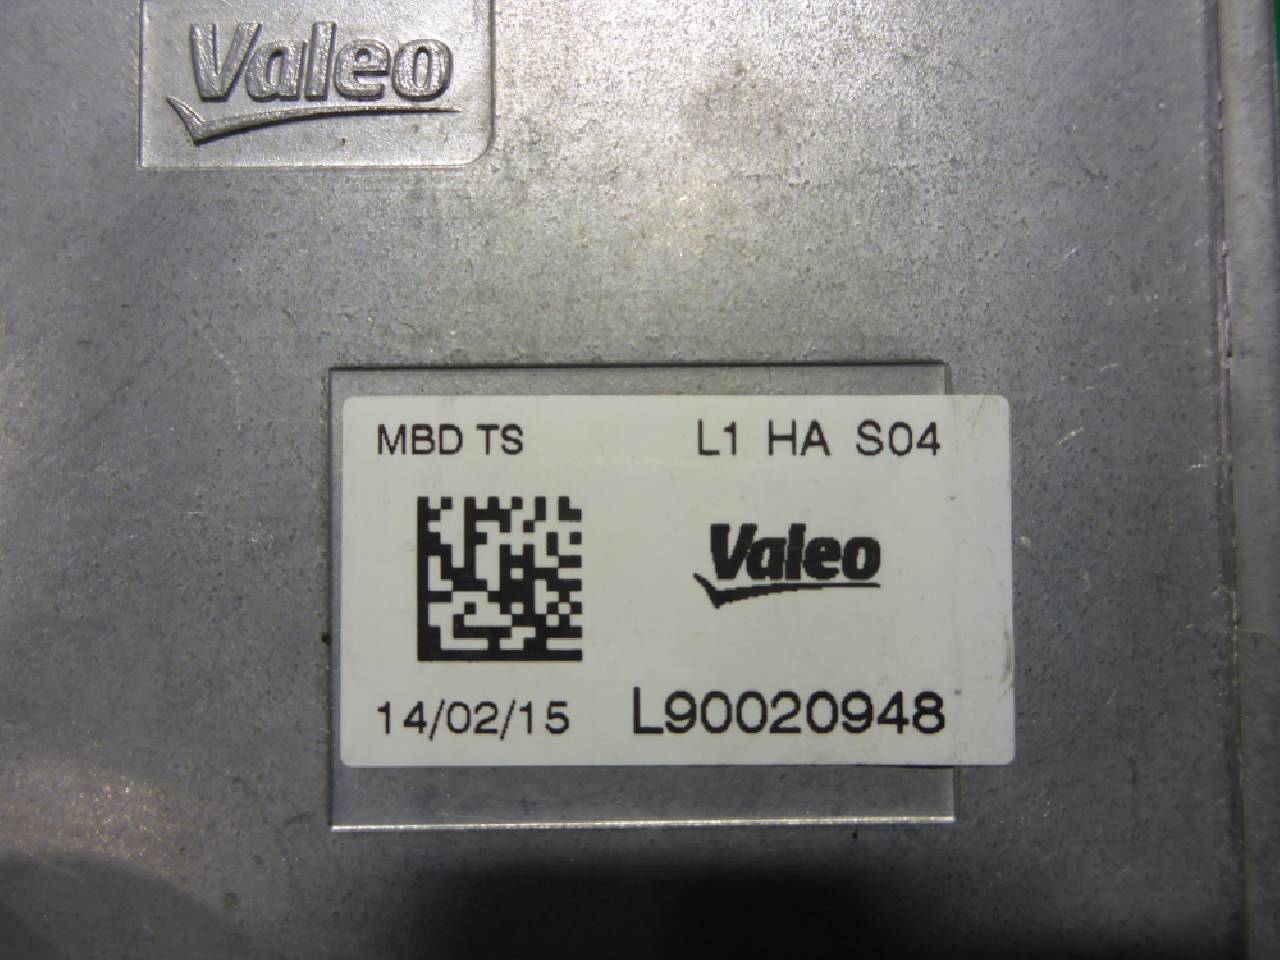 Valeo
MBD TS L1 HA S04
Valeo
14/02/15 L90020948